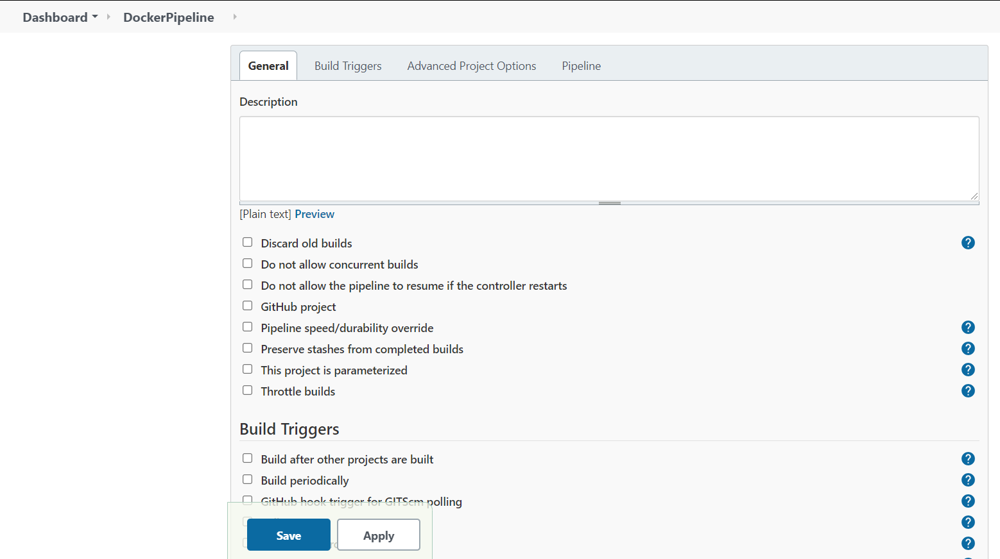 Dashboard DockerPipeline
General Build Triggers Advanced Project Options Pipeline
Description
[Plain text] Preview
Discard old builds
Do not allow concurrent builds
Do not allow the pipeline to resume if the controller restarts
GitHub project
Pipeline speed/durability override
Preserve stashes from completed builds
This project is parameterized
Throttle builds
Build Triggers
Build after other projects are built
Build periodically
GitHub hook trigger for GITScm polling
Save Apply